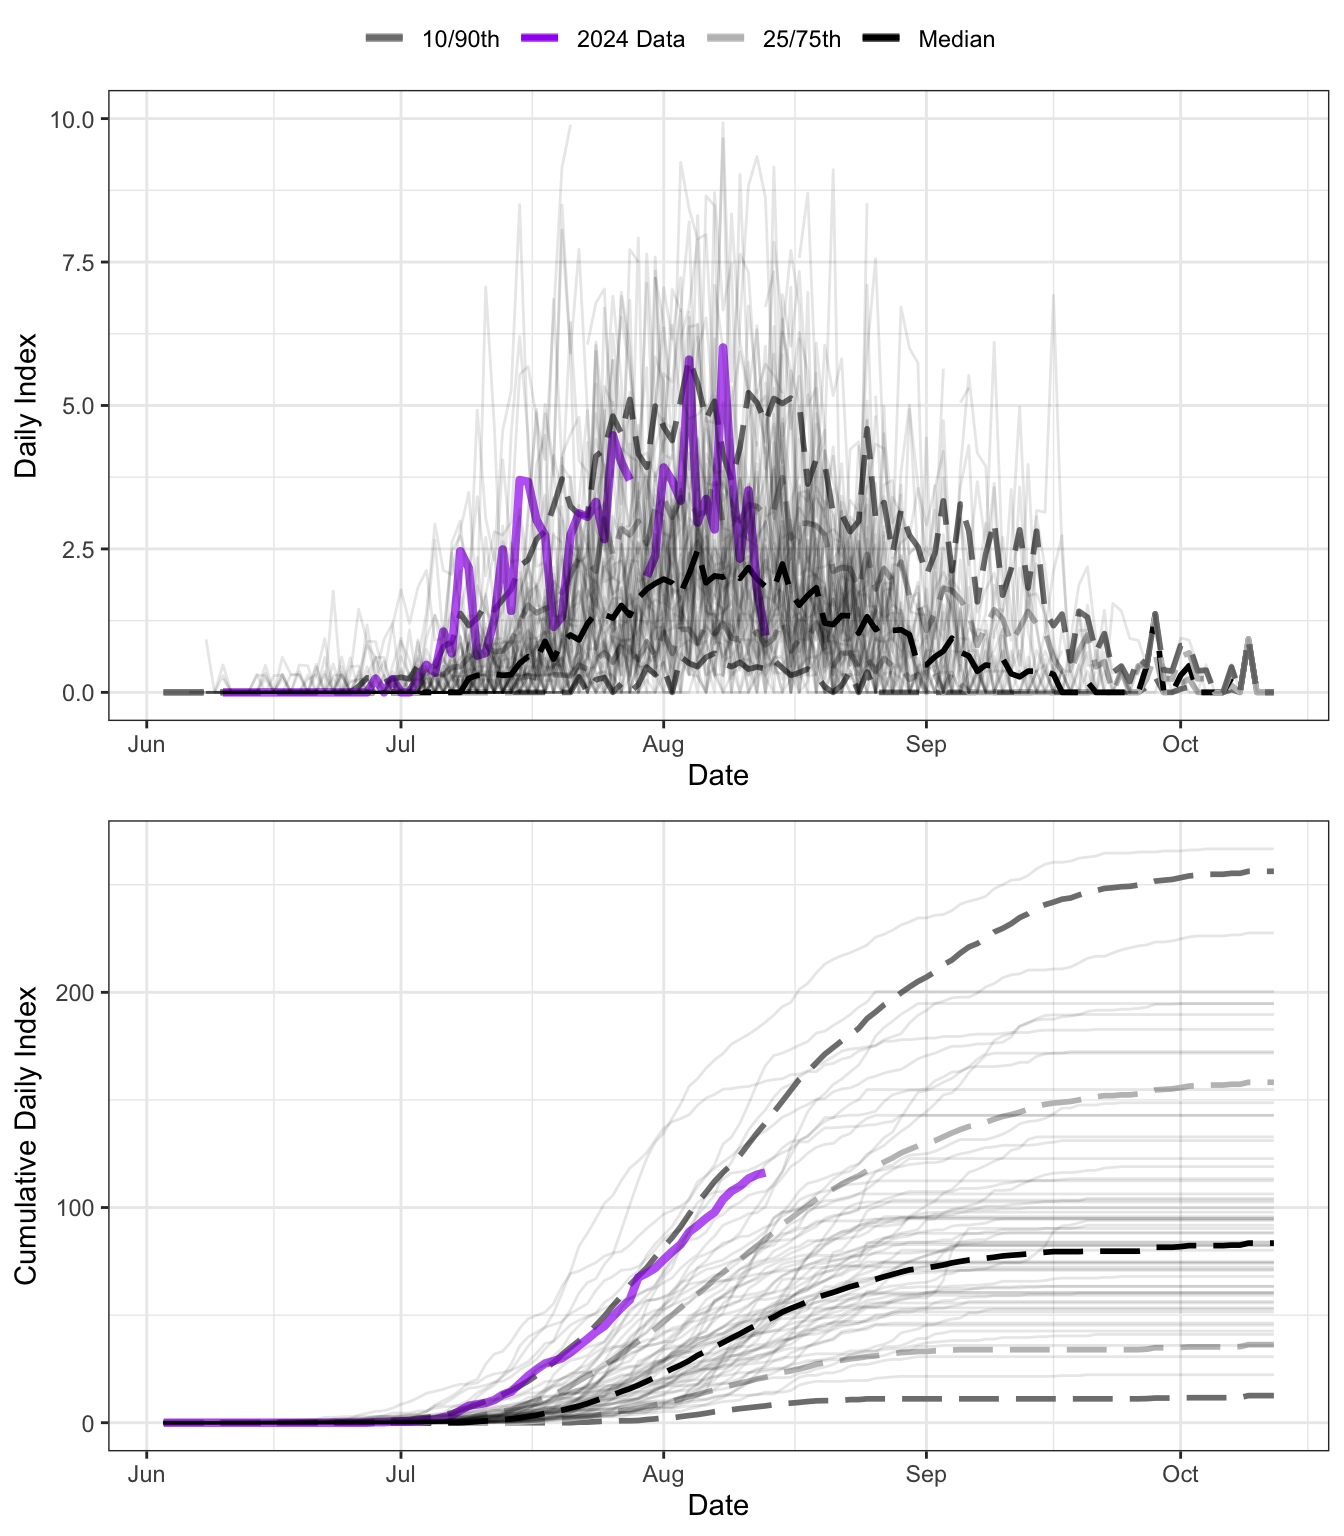 10/90th 2024 Data 25/75th Median
10.0
7.5
5.0
2.5
0.0
Daily Index
Jun Jul Aug Sep Oct
Date
200
100
0
Cumulative Daily Index
Jun Jul Aug Sep Oct
Date